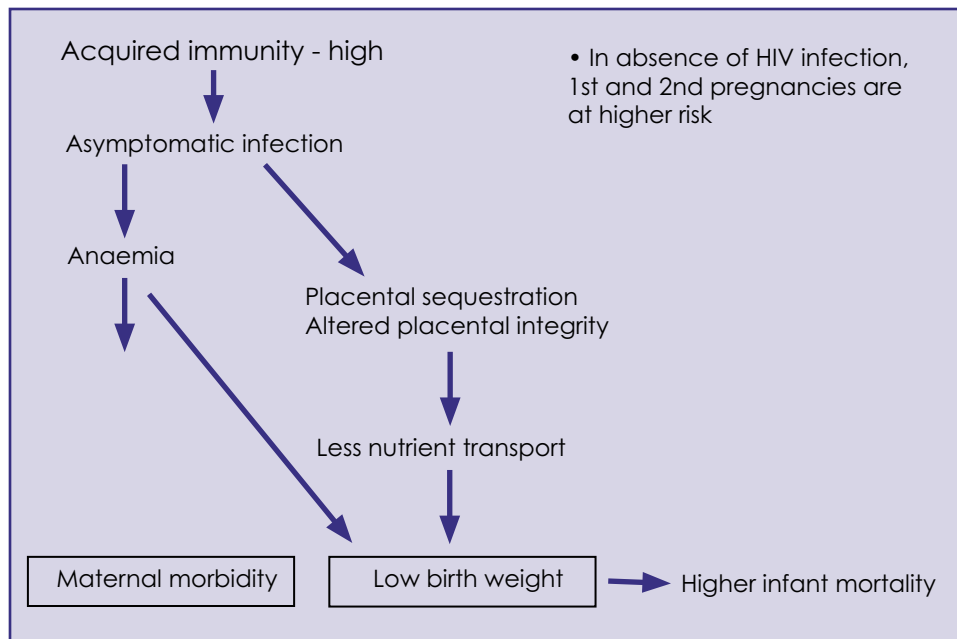 Acquired immunity - high
• In absence of HIV infection,
1st and 2nd pregnancies are
at higher risk
Asymptomatic infection
Anaemia
Placental sequestration
Altered placental integrity
Less nutrient transport
Maternal morbidity
Low birth weight
Higher infant mortality